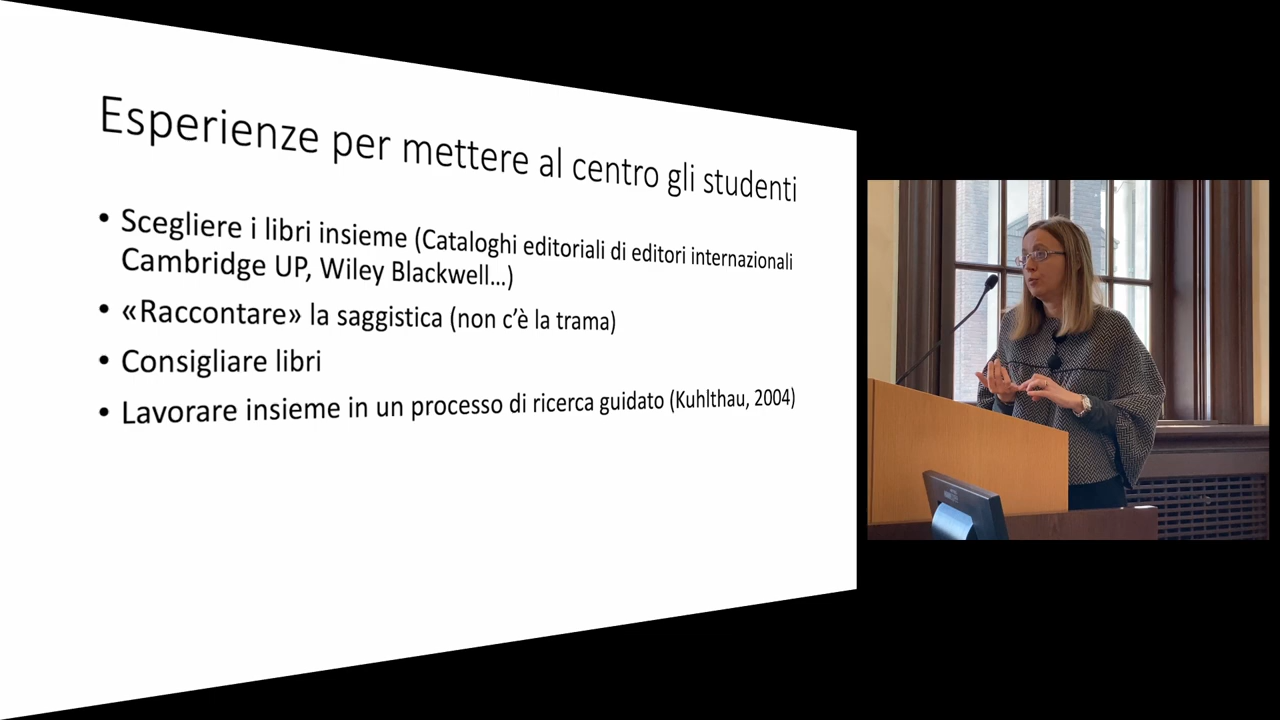 Esperienze per mettere al centro gli studenti
• Scegliere i libri insieme (Cataloghi editoriali di editori internazionali
Cambridge UP, Wiley Blackwell...)
• «Raccontare» la saggistica (non c'è la trama)
• Consigliare libri
• Lavorare insieme in un processo di ricerca guidato (Kuhlthau, 2004)